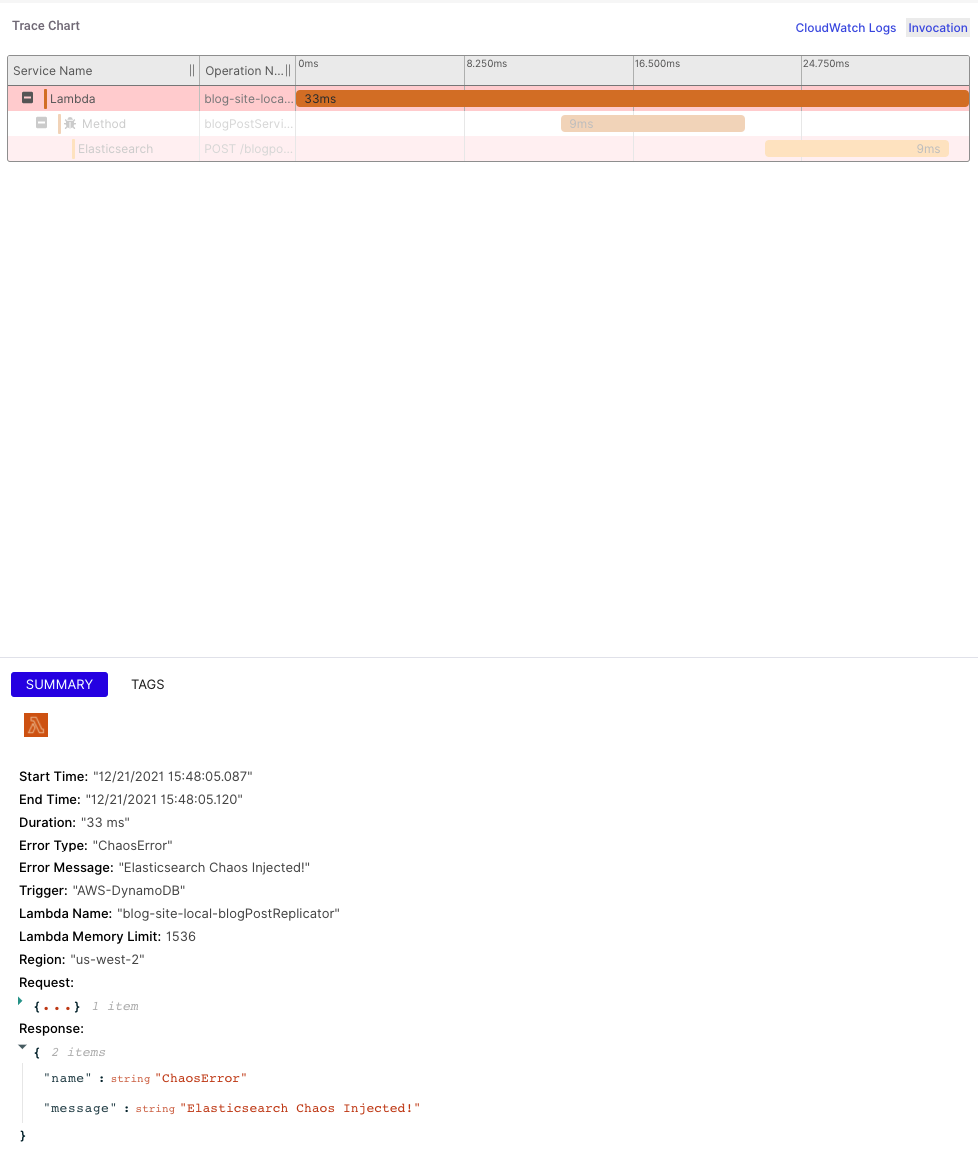 Trace Chart
CloudWatch Logs Invocation
Service Name Operation N... 0ms 8.250ms 16.500ms 24.750ms
Lambda blog-site-loca... 33ms
Method blogPostServi... 9ms
Elasticsearch POST /blogpo... 9ms
SUMMARY TAGS
λ
Start Time: "12/21/2021 15:48:05.087"
End Time: "12/21/2021 15:48:05.120"
Duration: "33 ms"
Error Type: "ChaosError"
Error Message: "Elasticsearch Chaos Injected!"
Trigger: "AWS-DynamoDB"
Lambda Name: "blog-site-local-blogPostReplicator"
Lambda Memory Limit: 1536
Region: "us-west-2"
Request:
{...} 1 item
Response:
{ 2 items
"name" : string "ChaosError"
"message" : string "Elasticsearch Chaos Injected!"
}